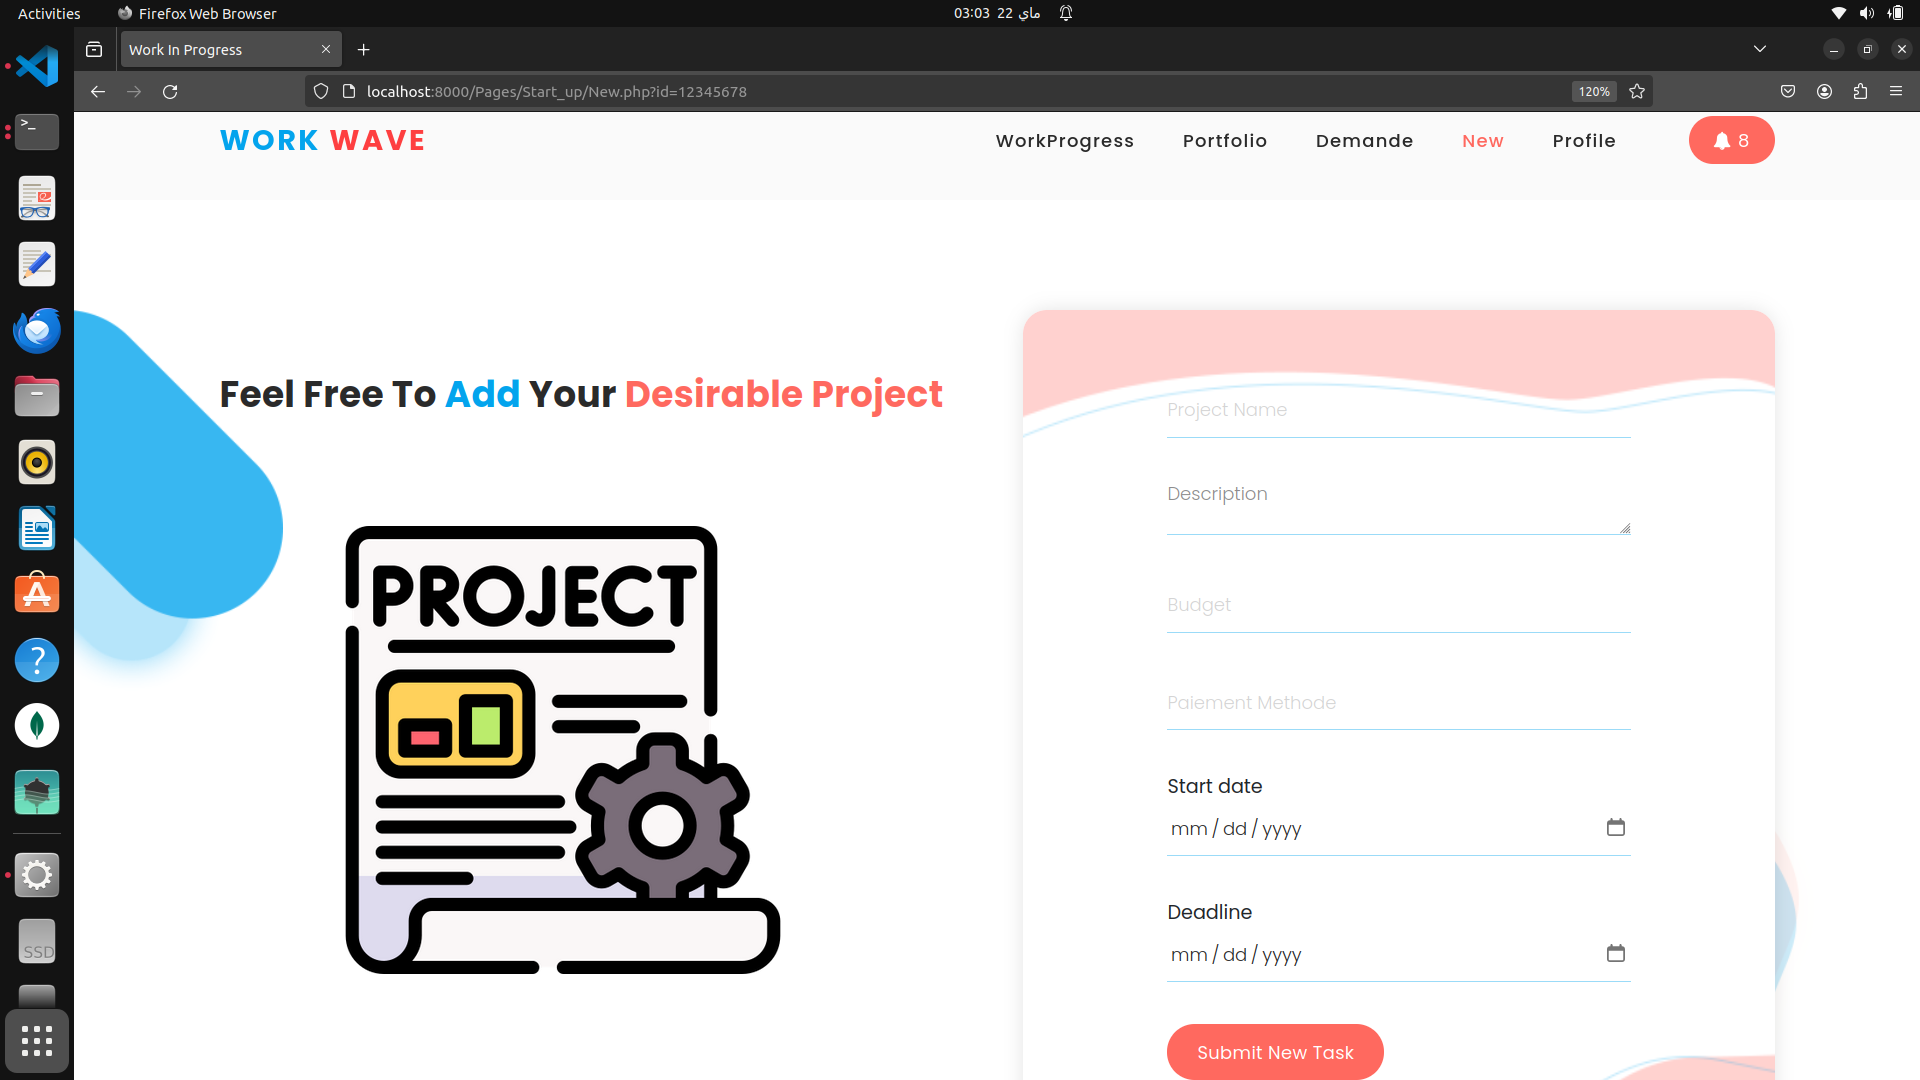 Activities
Firefox Web Browser
03:03 22 ماي
Work In Progress
localhost:8000/Pages/Start_up/New.php?id=12345678
120%
WORK WAVE
WorkProgress
Portfolio
Demande
New
Profile
8
Feel Free To Add Your Desirable Project
PROJECT
Project Name
Description
Budget
Paiement Methode
Start date
mm / dd / yyyy
Deadline
mm / dd / yyyy
Submit New Task
SSD